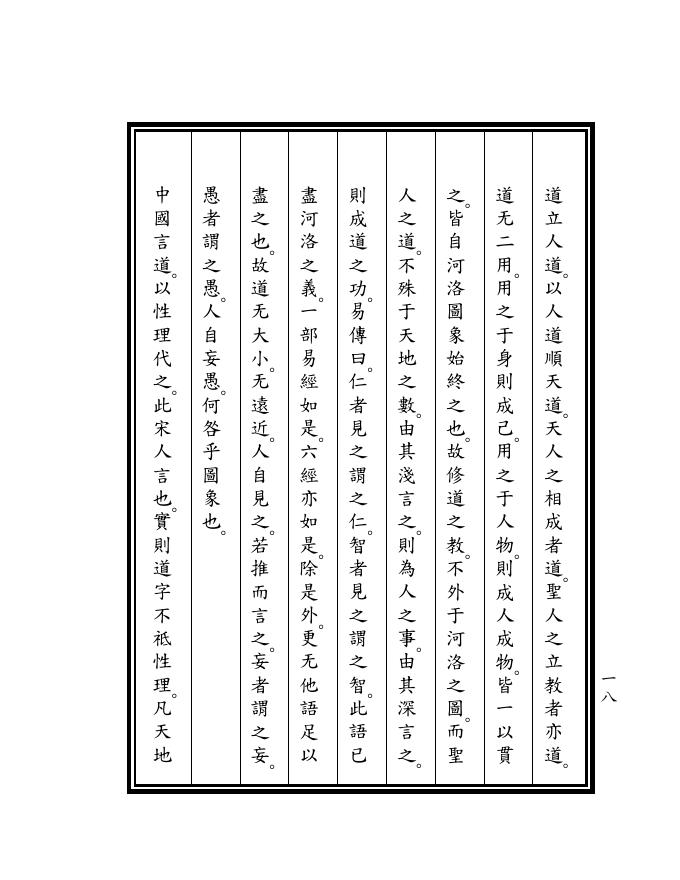 道立人道。以人道順天道。天人之相成者道。聖人之立教者亦道。
道无二用。用之于身則成己。用之于人物。則成人成物。皆一以貫
之。皆自河洛圖象始終之也。故修道之教。不外于河洛之圖。而聖
人之道。不殊于天地之數。由其淺言之。則為人之事。由其深言之。
則成道之功。易傳曰。仁者見之謂之仁。智者見之謂之智。此語已
盡河洛之義。一部易經如是。六經亦如是。除是外。更无他語足以
盡之也。故道无大小。无遠近。人自見之。若推而言之。妄者謂之妄。
愚者謂之愚。人自妄愚。何咎乎圖象也。
中國言道。以性理代之。此宋人言也。實則道字不祇性理。凡天地
一八